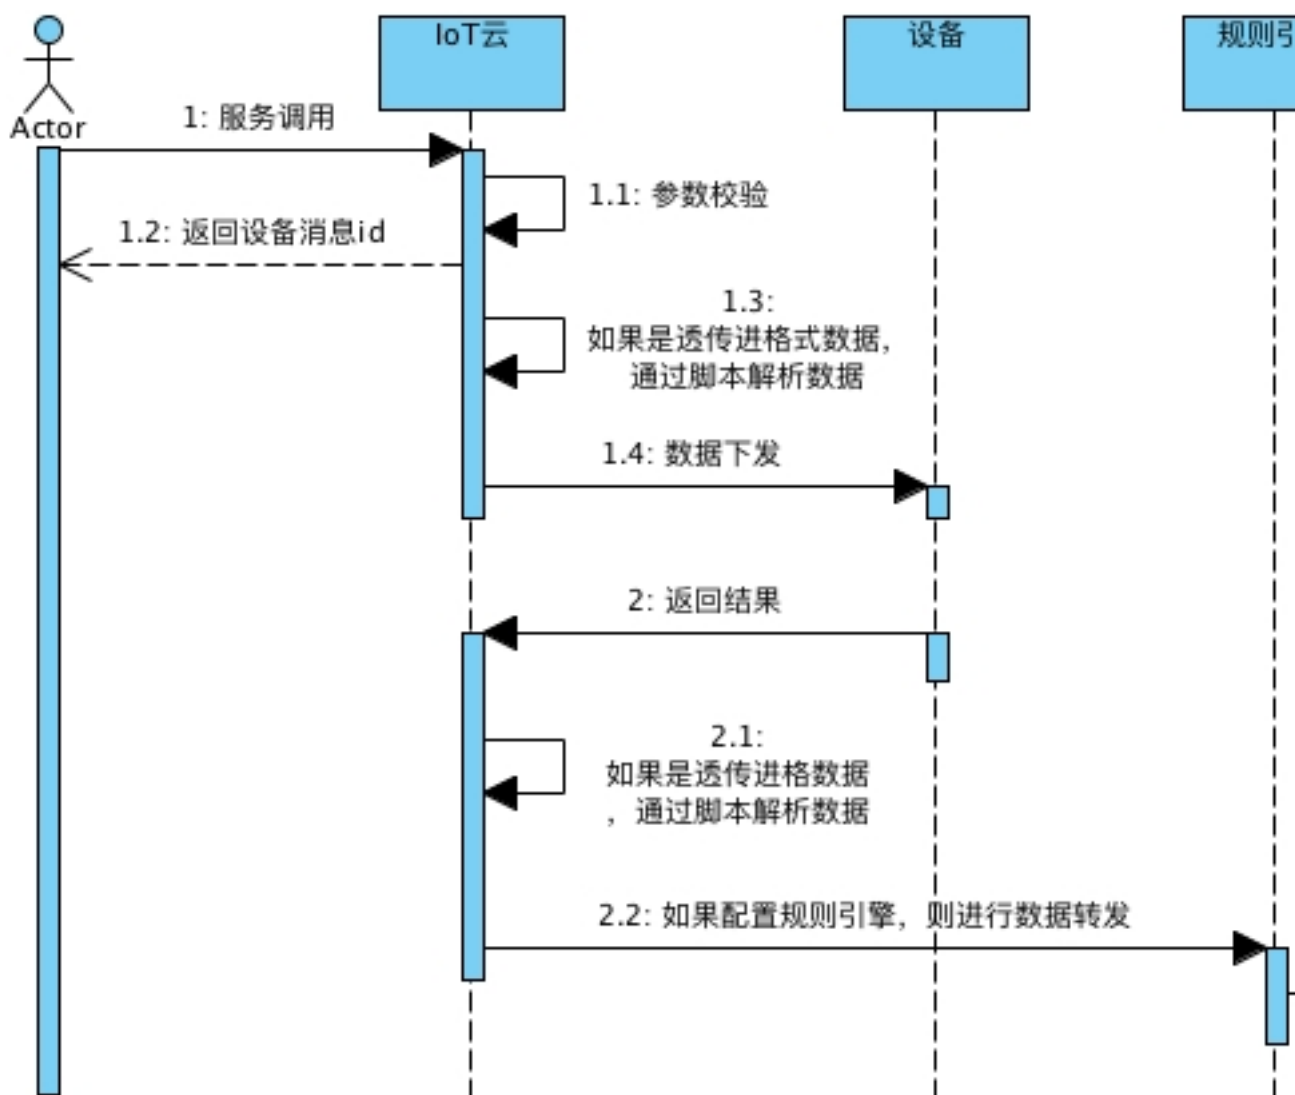 IoT云
设备
规则引
Actor
1: 服务调用
1.1: 参数校验
1.2: 返回设备消息id
1.3:
如果是透传进格式数据，
通过脚本解析数据
1.4: 数据下发
2: 返回结果
2.1:
如果是透传进格数据
，通过脚本解析数据
2.2: 如果配置规则引擎，则进行数据转发